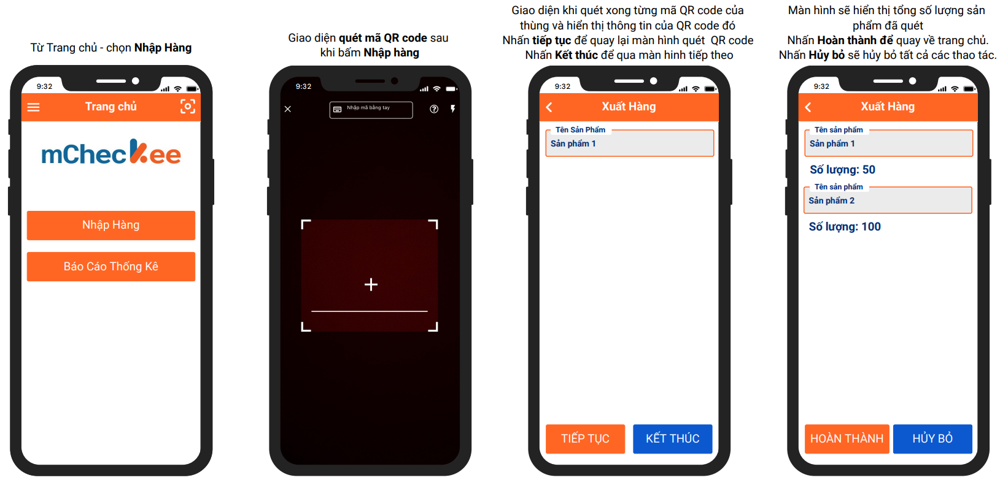 Từ Trang chủ - chọn Nhập Hàng
9:32
Trang chủ
mCheckee
Nhập Hàng
Báo Cáo Thống Kê
Giao diện quét mã QR code sau
khi bấm Nhập hàng
9:32
Nhập mã bằng tay
Giao diện khi quét xong từng mã QR code của
thùng và hiển thị thông tin của QR code đó
Nhấn tiếp tục để quay lại màn hình quét QR code
Nhấn Kết thúc để qua màn hinh tiếp theo
9:32
Xuất Hàng
Tên Sản Phẩm
Sản phẩm 1
TIẾP TỤC
KẾT THÚC
Màn hình sẽ hiển thị tổng số lượng sản
phẩm đã quét
Nhấn Hoàn thành để quay về trang chủ.
Nhấn Hủy bỏ sẽ hủy bỏ tất cả các thao tác.
9:32
Xuất Hàng
Tên sản phẩm
Sản phẩm 1
Số lượng: 50
Tên sản phẩm
Sản phẩm 2
Số lượng: 100
HOÀN THÀNH
HỦY BỎ